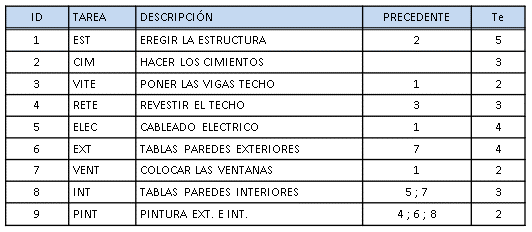 ID TAREA DESCRIPCIÓN PRECEDENTE Te
1 EST EREGIR LA ESTRUCTURA 2 5
2 CIM HACER LOS CIMIENTOS 3
3 VITE PONER LAS VIGAS TECHO 1 2
4 RETE REVESTIR EL TECHO 3 3
5 ELEC CABLEADO ELECTRICO 1 4
6 EXT TABLAS PAREDES EXTERIORES 7 4
7 VENT COLOCAR LAS VENTANAS 1 2
8 INT TABLAS PAREDES INTERIORES 5 ; 7 3
9 PINT PINTURA EXT. E INT. 4 ; 6 ; 8 2